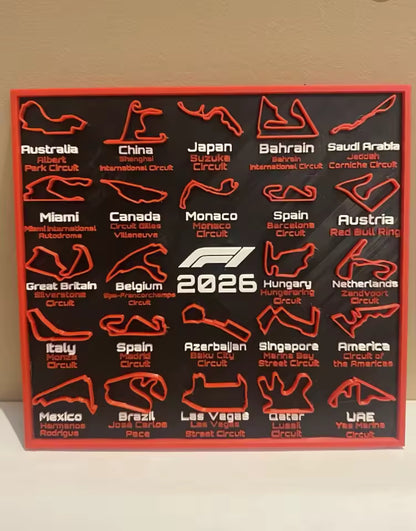 Australia
Albert
Park Circuit
China
Shanghai
International Circuit
Japan
Suzuka
Circuit
Bahrain
Bahrain
International Circuit
Saudi Arabia
Jeddah
Corniche Circuit
Miami
Miami International
Autodrome
Canada
Circuit Gilles
Villeneuve
Monaco
Monaco
Circuit
Spain
Barcelona
Circuit
Austria
Red Bull Ring
Great Britain
Silverstone
Circuit
Belgium
Spa-Francorchamps
Circuit
F1
2026
Hungary
Hungaroring
Circuit
Netherlands
Zandvoort
Circuit
Italy
Monza
Circuit
Spain
Madrid
Circuit
Azerbaijan
Baku City
Circuit
Singapore
Marina Bay
Street Circuit
America
Circuit of
the Americas
Mexico
Hermanos
Rodrigue
Brazil
José Carlos
Pace
Las Vegas
Las Vegas
Street Circuit
Qatar
Lusail
Circuit
UAE
Yas Marina
Circuit